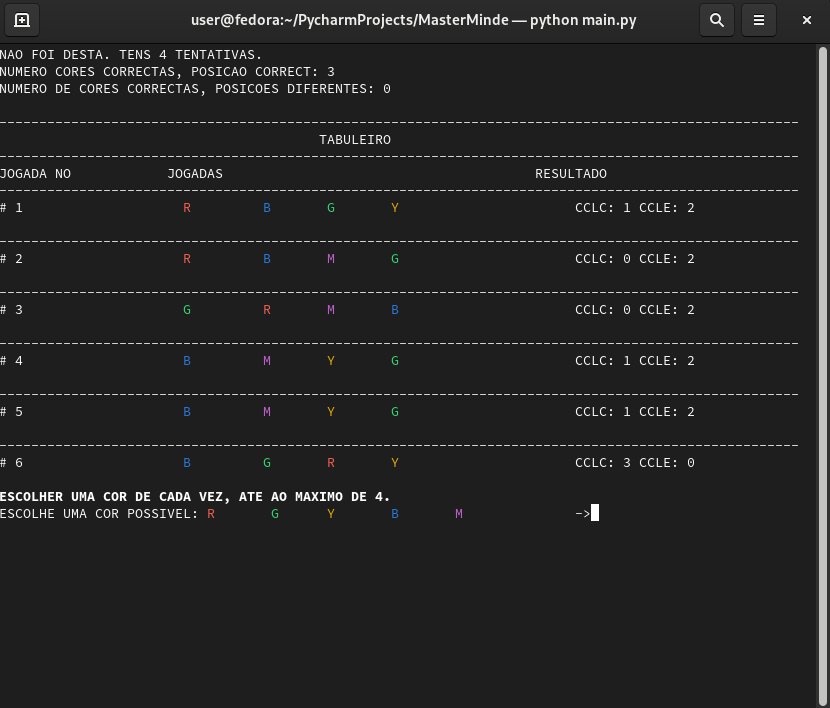 user@fedora:~/PycharmProjects/MasterMinde — python main.py
NAO FOI DESTA. TENS 4 TENTATIVAS.
NUMERO CORES CORRECTAS, POSICAO CORRECT: 3
NUMERO DE CORES CORRECTAS, POSICOES DIFERENTES: 0
----------------------------------------------------------------------------------------------------
TABULEIRO
----------------------------------------------------------------------------------------------------
JOGADA NO JOGADAS RESULTADO
----------------------------------------------------------------------------------------------------
# 1 R B G Y CCLC: 1 CCLE: 2
----------------------------------------------------------------------------------------------------
# 2 R B M G CCLC: 0 CCLE: 2
----------------------------------------------------------------------------------------------------
# 3 G R M B CCLC: 0 CCLE: 2
----------------------------------------------------------------------------------------------------
# 4 B M Y G CCLC: 1 CCLE: 2
----------------------------------------------------------------------------------------------------
# 5 B M Y G CCLC: 1 CCLE: 2
----------------------------------------------------------------------------------------------------
# 6 B G R Y CCLC: 3 CCLE: 0
ESCOLHER UMA COR DE CADA VEZ, ATE AO MAXIMO DE 4.
ESCOLHE UMA COR POSSIVEL: R G Y B M ->